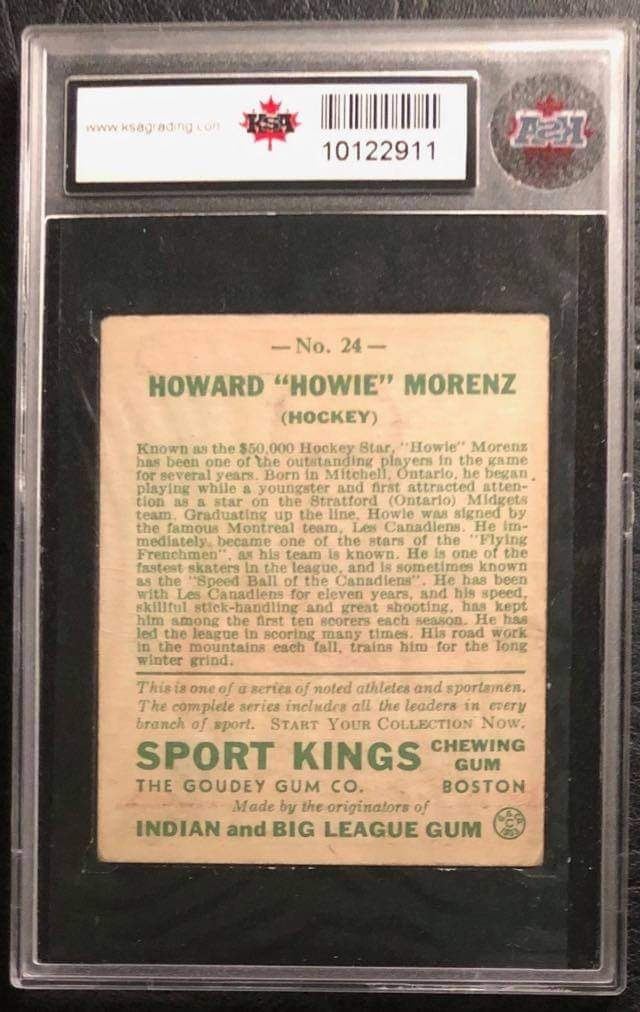 www.ksagrading.com
KSA
10122911
KSA
—No. 24—
HOWARD "HOWIE" MORENZ
(HOCKEY)
Known as the $50,000 Hockey Star, "Howie" Morenz
has been one of the outstanding players in the game
for several years. Born in Mitchell, Ontario, he began
playing while a youngster and first attracted atten-
tion as a star on the Stratford (Ontario) Midgets
team. Graduating up the line, Howie was signed by
the famous Montreal team, Les Canadiens. He im-
mediately became one of the stars of the "Flying
Frenchmen", as his team is known. He is one of the
fastest skaters in the league, and is sometimes known
as the "Speed Ball of the Canadiens". He has been
with Les Canadiens for eleven years, and his speed,
skillful stick-handling and great shooting, has kept
him among the first ten scorers each season. He has
led the league in scoring many times. His road work
in the mountains each fall, trains him for the long
winter grind.
This is one of a series of noted athletes and sportsmen.
The complete series includes all the leaders in every
branch of sport. START YOUR COLLECTION NOW.
SPORT KINGS CHEWING GUM
THE GOUDEY GUM CO. BOSTON
Made by the originators of
INDIAN and BIG LEAGUE GUM